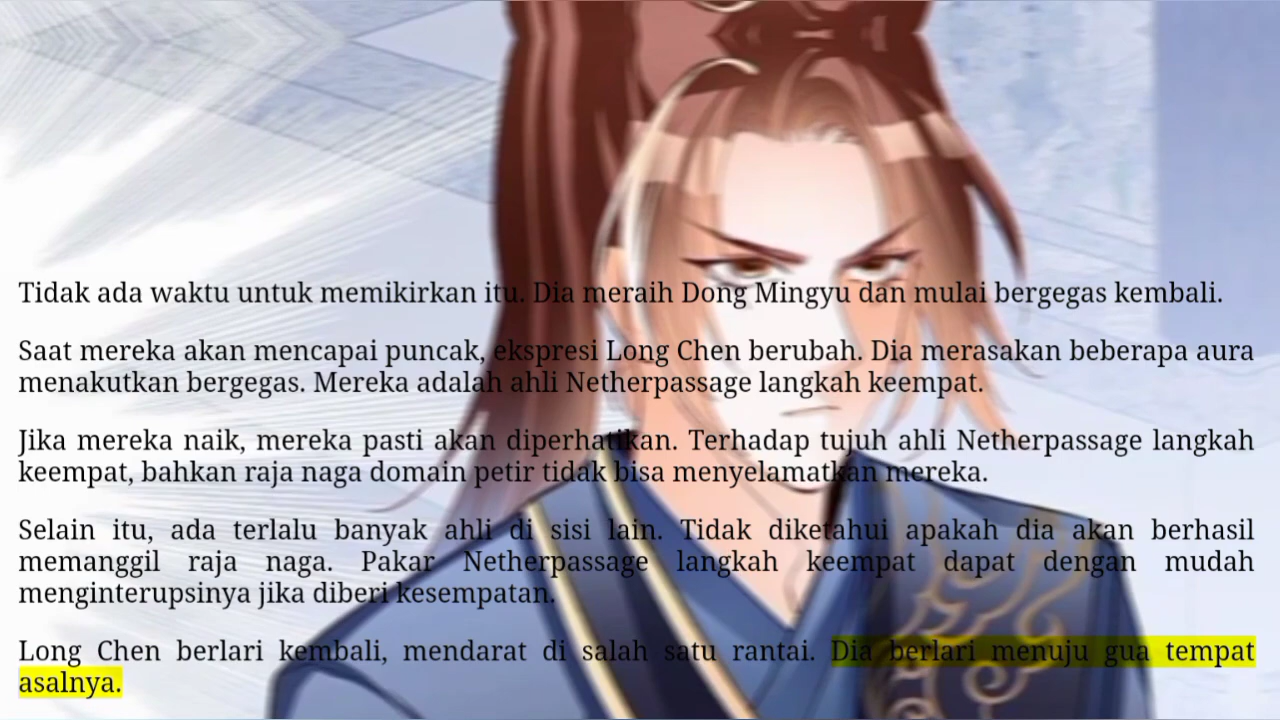 Tidak ada waktu untuk memikirkan itu. Dia meraih Dong Mingyu dan mulai bergegas kembali.
Saat mereka akan mencapai puncak, ekspresi Long Chen berubah. Dia merasakan beberapa aura
menakutkan bergegas. Mereka adalah ahli Netherpassage langkah keempat.
Jika mereka naik, mereka pasti akan diperhatikan. Terhadap tujuh ahli Netherpassage langkah
keempat, bahkan raja naga domain petir tidak bisa menyelamatkan mereka.
Selain itu, ada terlalu banyak ahli di sisi lain. Tidak diketahui apakah dia akan berhasil
memanggil raja naga. Pakar Netherpassage langkah keempat dapat dengan mudah
menginterupsinya jika diberi kesempatan.
Long Chen berlari kembali, mendarat di salah satu rantai. Dia berlari menuju gua tempat
asalnya.